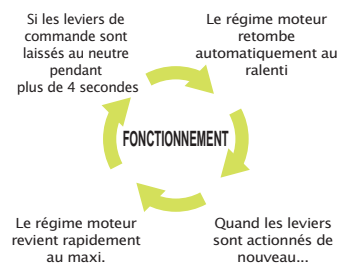 Si les leviers de
commande sont
laissés au neutre
pendant
plus de 4 secondes
Le régime moteur
retombe
automatiquement au
ralenti
FONCTIONNEMENT
Quand les leviers
sont actionnés de
nouveau...
Le régime moteur
revient rapidement
au maxi.